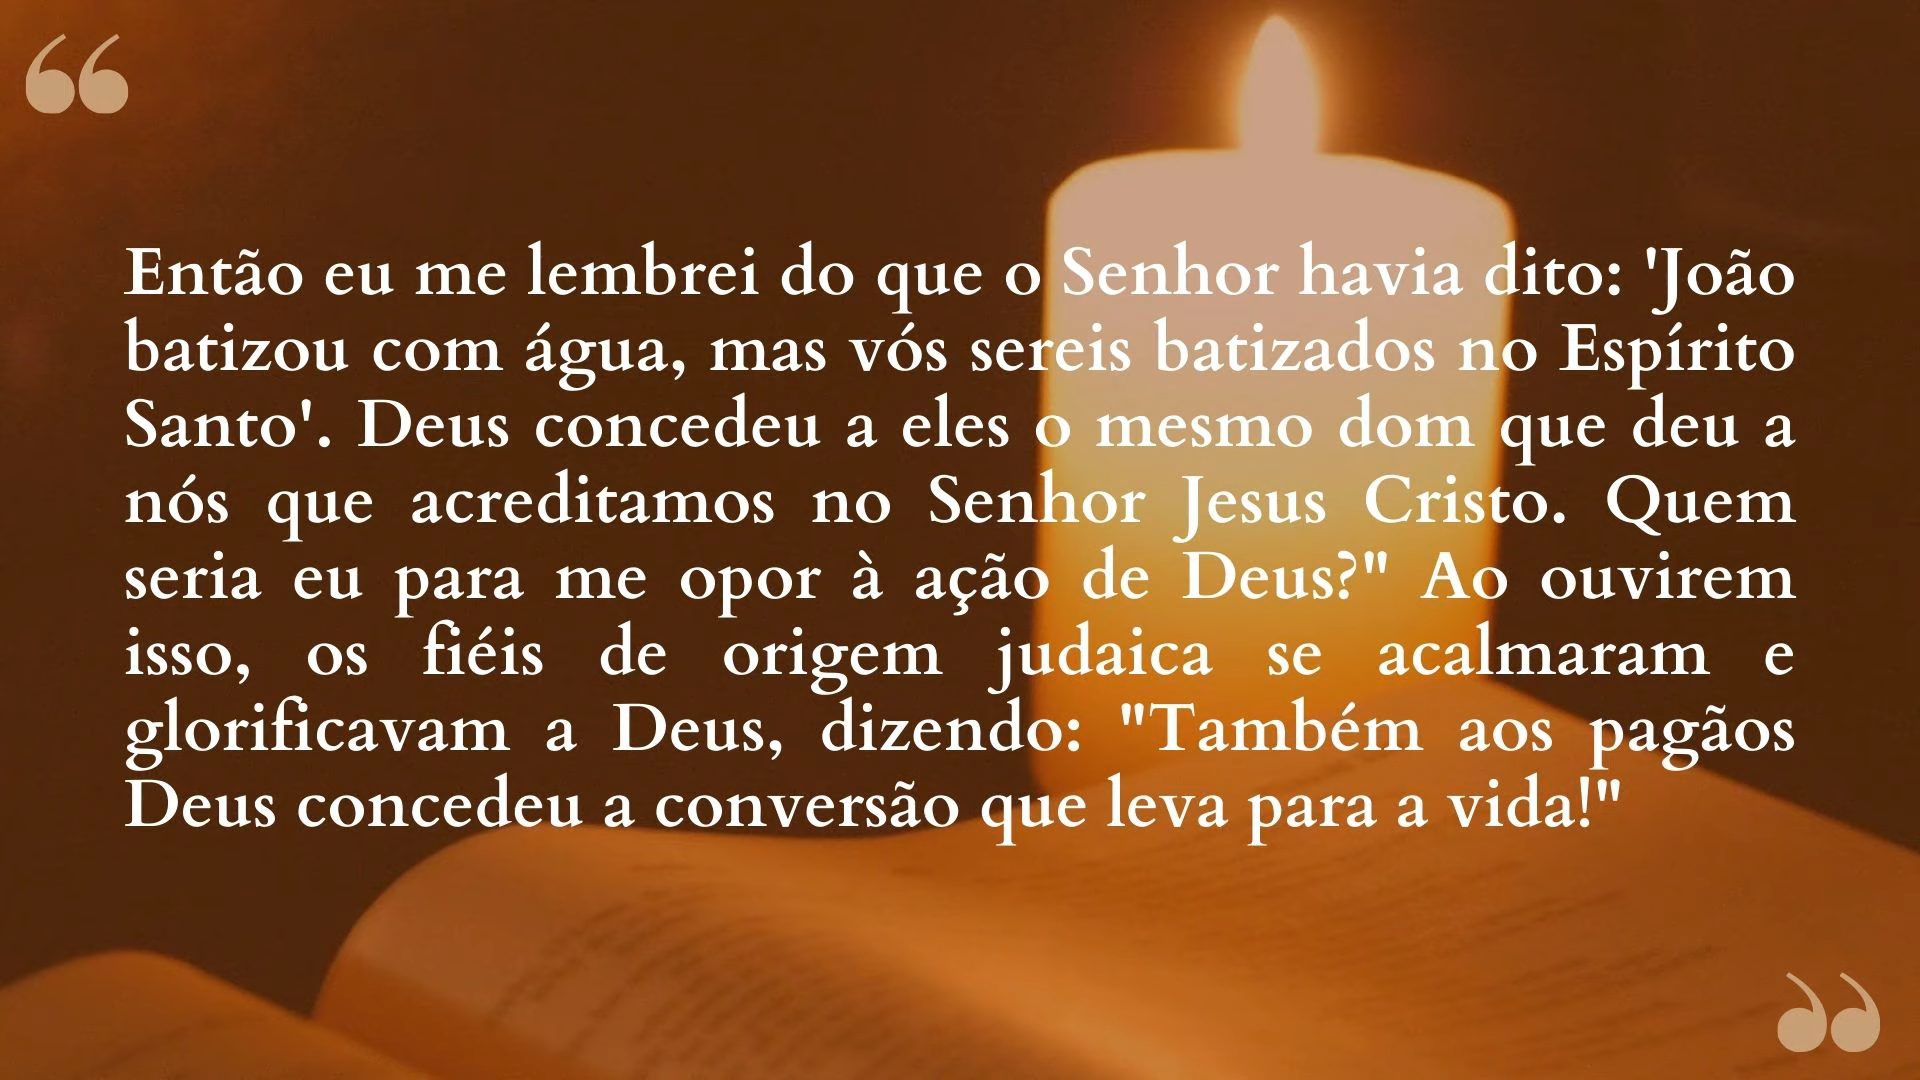 Então eu me lembrei do que o Senhor havia dito: 'João
batizou com água, mas vós sereis batizados no Espírito
Santo'. Deus concedeu a eles o mesmo dom que deu a
nós que acreditamos no Senhor Jesus Cristo. Quem
seria eu para me opor à ação de Deus?" Ao ouvirem
isso, os fiéis de origem judaica se acalmaram e
glorificavam a Deus, dizendo: "Também aos pagãos
Deus concedeu a conversão que leva para a vida!"